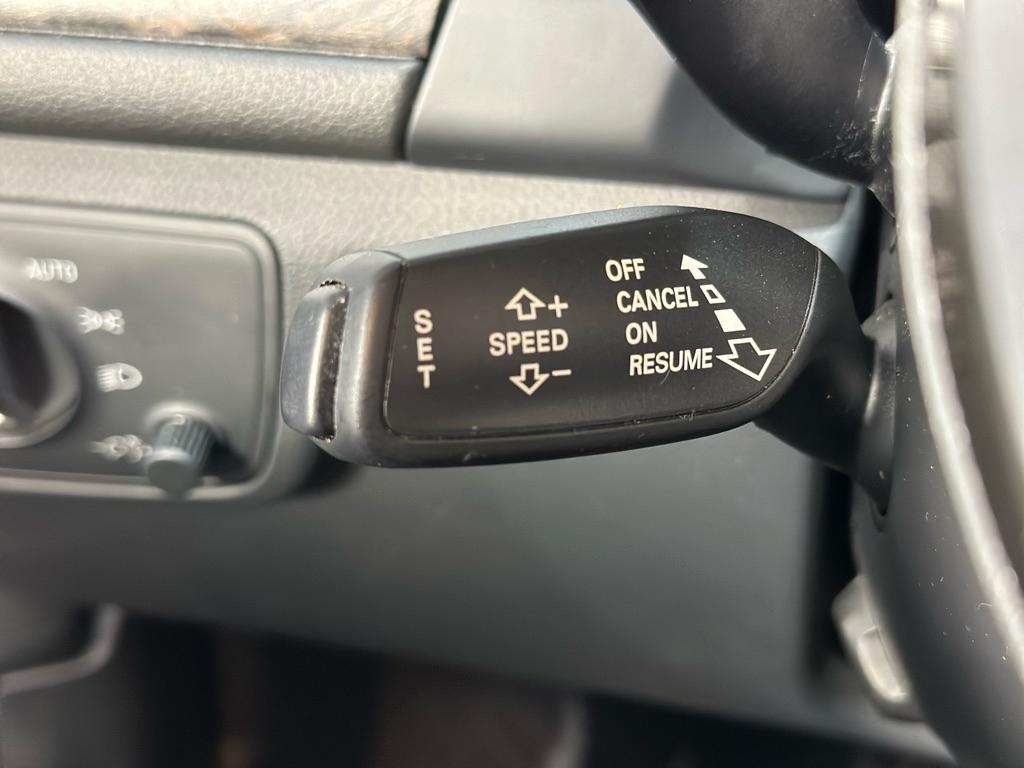 AUTO
SET
+
SPEED
−
OFF
CANCEL
ON
RESUME